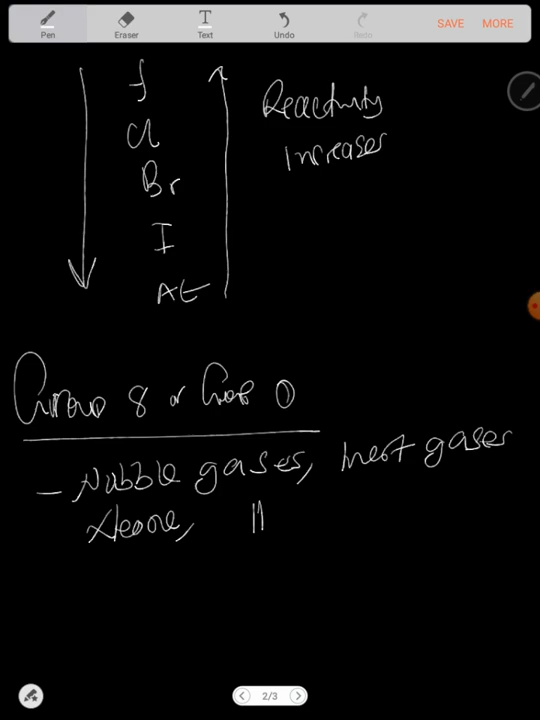 Pen Eraser Text Undo Redo SAVE MORE
f
Cl
Br
I
At
Reactivity
Increases
Group 8 or Group 0
- Nobble gases, Inert gases
2/3